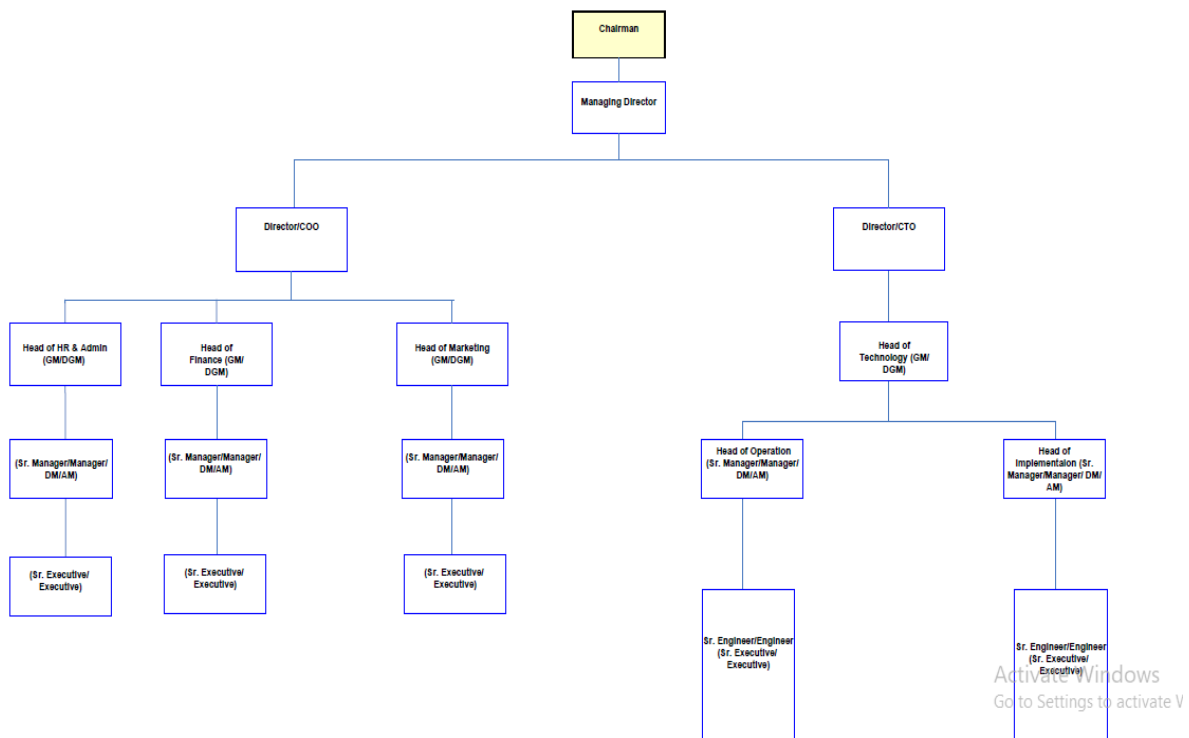 Chairman
Managing Director
Director/COO
Director/CTO
Head of HR & Admin
(GM/DGM)
Head of
Finance (GM/
DGM)
Head of Marketing
(GM/DGM)
Head of
Technology (GM/
DGM)
(Sr. Manager/Manager/
DM/AM)
(Sr. Manager/Manager/
DM/AM)
(Sr. Manager/Manager/
DM/AM)
Head of Operation
(Sr. Manager/Manager/
DM/AM)
Head of
Implementaion (Sr.
Manager/Manager/ DM/
AM)
(Sr. Executive/
Executive)
(Sr. Executive/
Executive)
(Sr. Executive/
Executive)
Sr. Engineer/Engineer
(Sr. Executive/
Executive)
Sr. Engineer/Engineer
(Sr. Executive/
Executive)
Activate Windows
Go to Settings to activate W